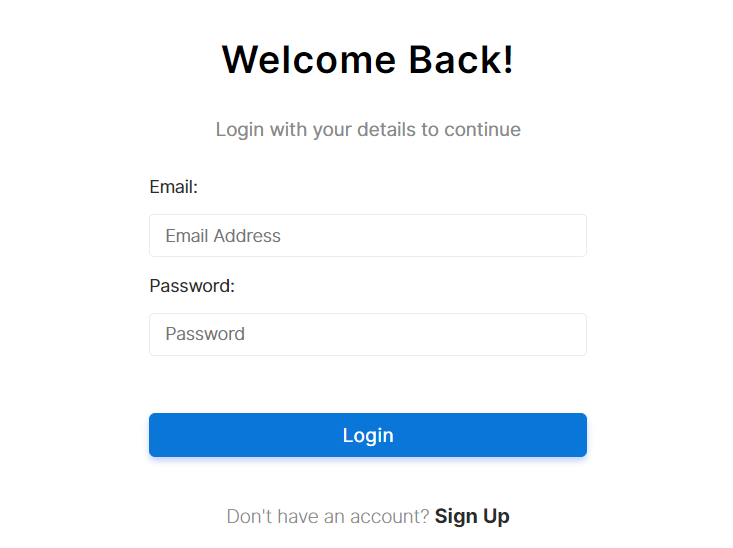 Welcome Back!
Login with your details to continue
Email:
Email Address
Password:
Password
Login
Don't have an account? Sign Up